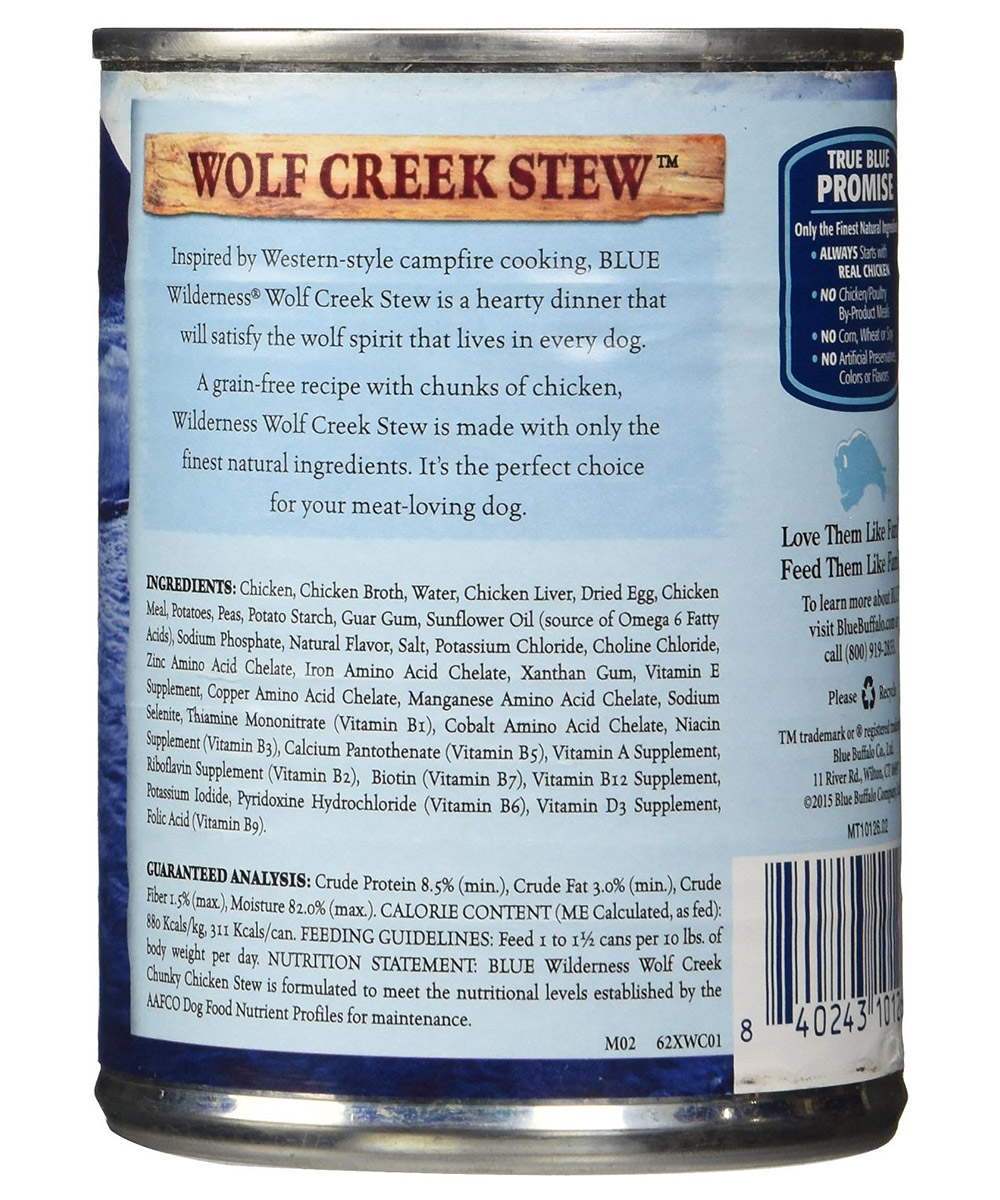 WOLF CREEK STEW™
Inspired by Western-style campfire cooking, BLUE
Wilderness® Wolf Creek Stew is a hearty dinner that
will satisfy the wolf spirit that lives in every dog.
A grain-free recipe with chunks of chicken,
Wilderness Wolf Creek Stew is made with only the
finest natural ingredients. It's the perfect choice
for your meat-loving dog.
INGREDIENTS: Chicken, Chicken Broth, Water, Chicken Liver, Dried Egg, Chicken
Meal, Potatoes, Peas, Potato Starch, Guar Gum, Sunflower Oil (source of Omega 6 Fatty
Acids), Sodium Phosphate, Natural Flavor, Salt, Potassium Chloride, Choline Chloride,
Zinc Amino Acid Chelate, Iron Amino Acid Chelate, Xanthan Gum, Vitamin E
Supplement, Copper Amino Acid Chelate, Manganese Amino Acid Chelate, Sodium
Selenite, Thiamine Mononitrate (Vitamin B1), Cobalt Amino Acid Chelate, Niacin
Supplement (Vitamin B3), Calcium Pantothenate (Vitamin B5), Vitamin A Supplement,
Riboflavin Supplement (Vitamin B2), Biotin (Vitamin B7), Vitamin B12 Supplement,
Potassium Iodide, Pyridoxine Hydrochloride (Vitamin B6), Vitamin D3 Supplement,
Folic Acid (Vitamin B9).
GUARANTEED ANALYSIS: Crude Protein 8.5% (min.), Crude Fat 3.0% (min.), Crude
Fiber 1.5% (max.), Moisture 82.0% (max.). CALORIE CONTENT (ME Calculated, as fed):
880 Kcals/kg, 311 Kcals/can. FEEDING GUIDELINES: Feed 1 to 1½ cans per 10 lbs. of
body weight per day. NUTRITION STATEMENT: BLUE Wilderness Wolf Creek
Chunky Chicken Stew is formulated to meet the nutritional levels established by the
AAFCO Dog Food Nutrient Profiles for maintenance.
M02 62XWC01
TRUE BLUE
PROMISE
Only the Finest Natural
• ALWAYS Starts with
REAL CHICKEN
• NO Chicken/Poultry
By-Product Meals
• NO Corn, Wheat or Soy
• NO Artificial
Colors or Flavors
Love Them Like
Feed Them Like
To learn more about
visit BlueBuffalo.com
call (800) 919-2833
Please Recycle
TM trademark or ® registered
Blue Buffalo Co., Ltd.
11 River Rd., Wilton, CT
©2015 Blue Buffalo Company
MT10126.02
8 40243 1012